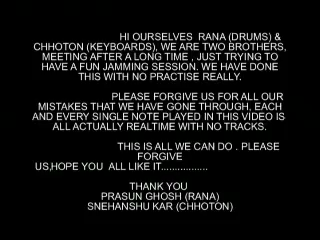 HI OURSELVES  RANA (DRUMS) &
CHHOTON (KEYBOARDS), WE ARE TWO BROTHERS,
MEETING AFTER A LONG TIME , JUST TRYING TO
HAVE A FUN JAMMING SESSION. WE HAVE DONE
THIS WITH NO PRACTISE REALLY.
PLEASE FORGIVE US FOR ALL OUR
MISTAKES THAT WE HAVE GONE THROUGH, EACH
AND EVERY SINGLE NOTE PLAYED IN THIS VIDEO IS
ALL ACTUALLY REALTIME WITH NO TRACKS.
THIS IS ALL WE CAN DO . PLEASE
FORGIVE
US,HOPE YOU  ALL LIKE IT.................
THANK YOU
PRASUN GHOSH (RANA)
SNEHANSHU KAR (CHHOTON)